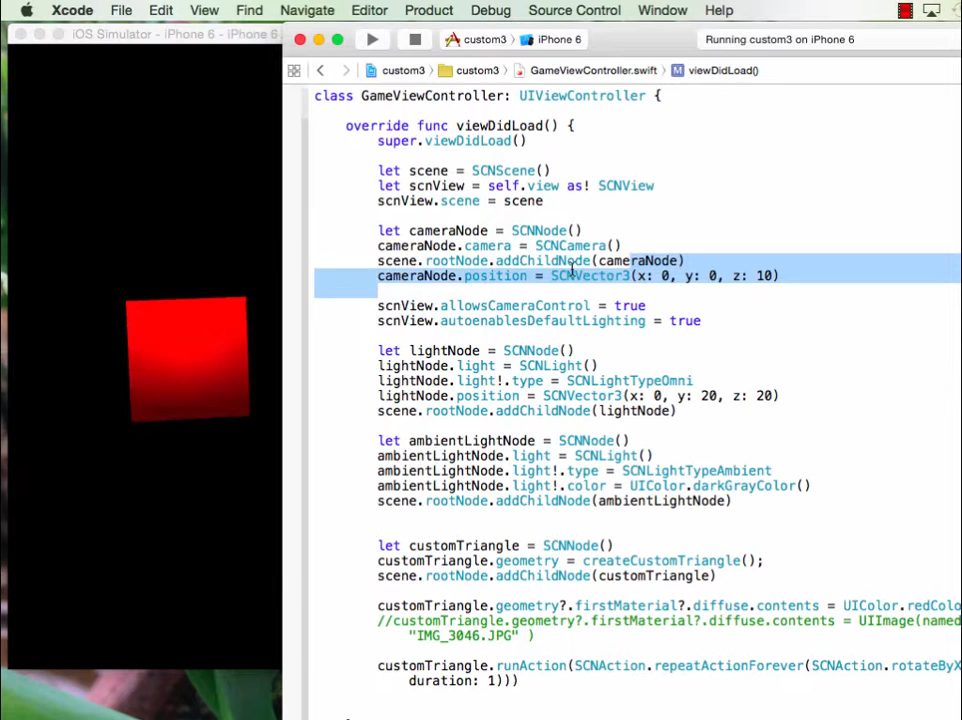 Xcode File Edit View Find Navigate Editor Product Debug Source Control Window Help
iOS Simulator - iPhone 6 - iPhone 6
custom3 iPhone 6
Running custom3 on iPhone 6
custom3 custom3 GameViewController.swift M viewDidLoad()
class GameViewController: UIViewController {
override func viewDidLoad() {
super.viewDidLoad()
let scene = SCNScene()
let scnView = self.view as! SCNView
scnView.scene = scene
let cameraNode = SCNNode()
cameraNode.camera = SCNCamera()
scene.rootNode.addChildNode(cameraNode)
cameraNode.position = SCNVector3(x: 0, y: 0, z: 10)
scnView.allowsCameraControl = true
scnView.autoenablesDefaultLighting = true
let lightNode = SCNNode()
lightNode.light = SCNLight()
lightNode.light!.type = SCNLightTypeOmni
lightNode.position = SCNVector3(x: 0, y: 20, z: 20)
scene.rootNode.addChildNode(lightNode)
let ambientLightNode = SCNNode()
ambientLightNode.light = SCNLight()
ambientLightNode.light!.type = SCNLightTypeAmbient
ambientLightNode.light!.color = UIColor.darkGrayColor()
scene.rootNode.addChildNode(ambientLightNode)
let customTriangle = SCNNode()
customTriangle.geometry = createCustomTriangle();
scene.rootNode.addChildNode(customTriangle)
customTriangle.geometry?.firstMaterial?.diffuse.contents = UIColor.redColo
//customTriangle.geometry?.firstMaterial?.diffuse.contents = UIImage(named
"IMG_3046.JPG" )
customTriangle.runAction(SCNAction.repeatActionForever(SCNAction.rotateByX
duration: 1)))